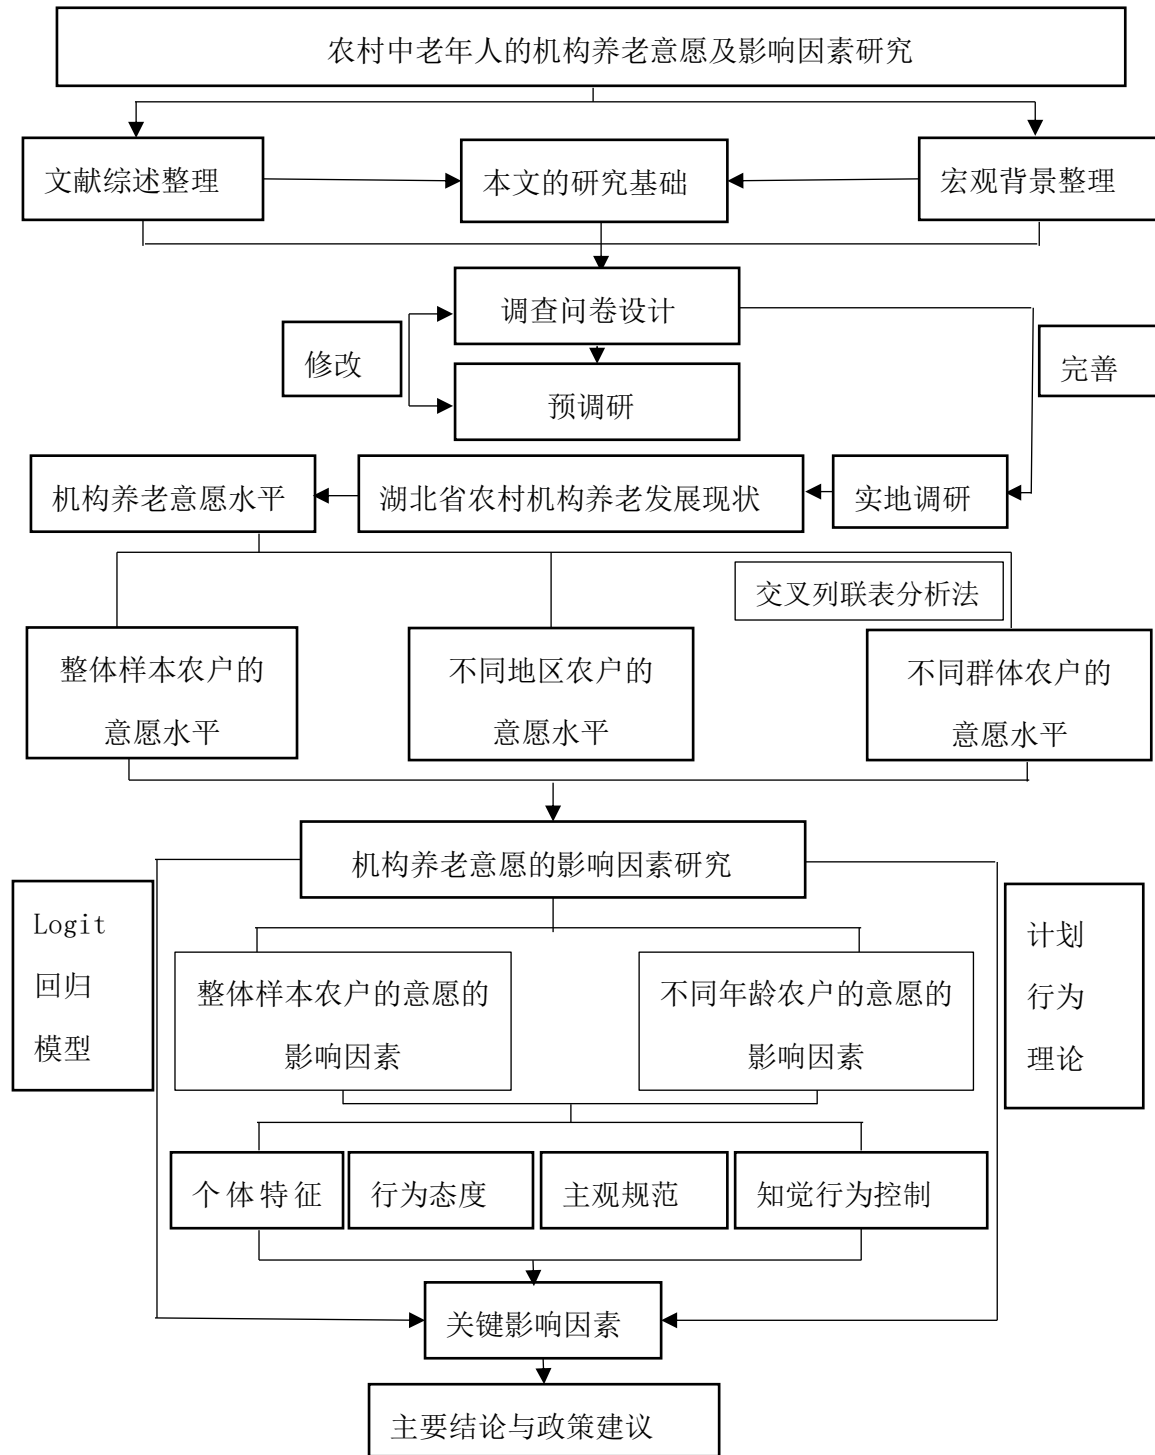 农村中老年人的机构养老意愿及影响因素研究
文献综述整理
本文的研究基础
宏观背景整理
调查问卷设计
修改
完善
预调研
机构养老意愿水平
湖北省农村机构养老发展现状
实地调研
交叉列联表分析法
整体样本农户的
意愿水平
不同地区农户的
意愿水平
不同群体农户的
意愿水平
机构养老意愿的影响因素研究
Logit
回归
模型
计划
行为
理论
整体样本农户的意愿的
影响因素
不同年龄农户的意愿的
影响因素
个体特征
行为态度
主观规范
知觉行为控制
关键影响因素
主要结论与政策建议